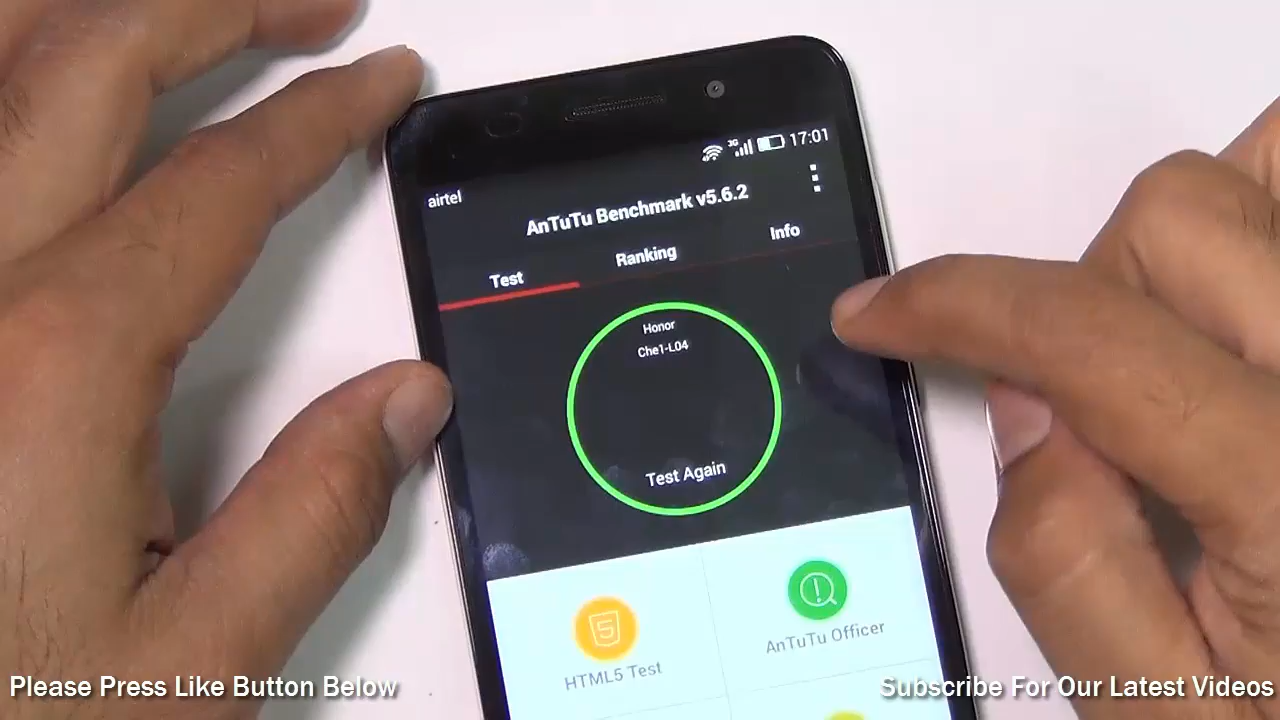 3G 17:01
airtel
AnTuTu Benchmark v5.6.2
Test Ranking Info
Honor
Che1-L04
Test Again
5
HTML5 Test
AnTuTu Officer
Please Press Like Button Below
Subscribe For Our Latest Videos